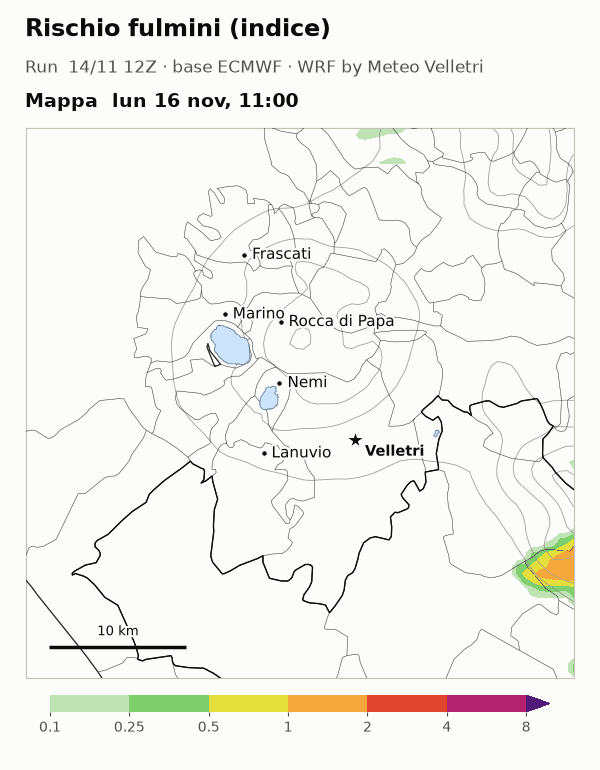 Rischio fulmini (indice)
Run  14/11 12Z · base ECMWF · WRF by Meteo Velletri
Mappa  lun 16 nov, 11:00
Frascati
Marino
Rocca di Papa
Nemi
Velletri
Lanuvio
10 km
0.1 0.25 0.5 1 2 4 8